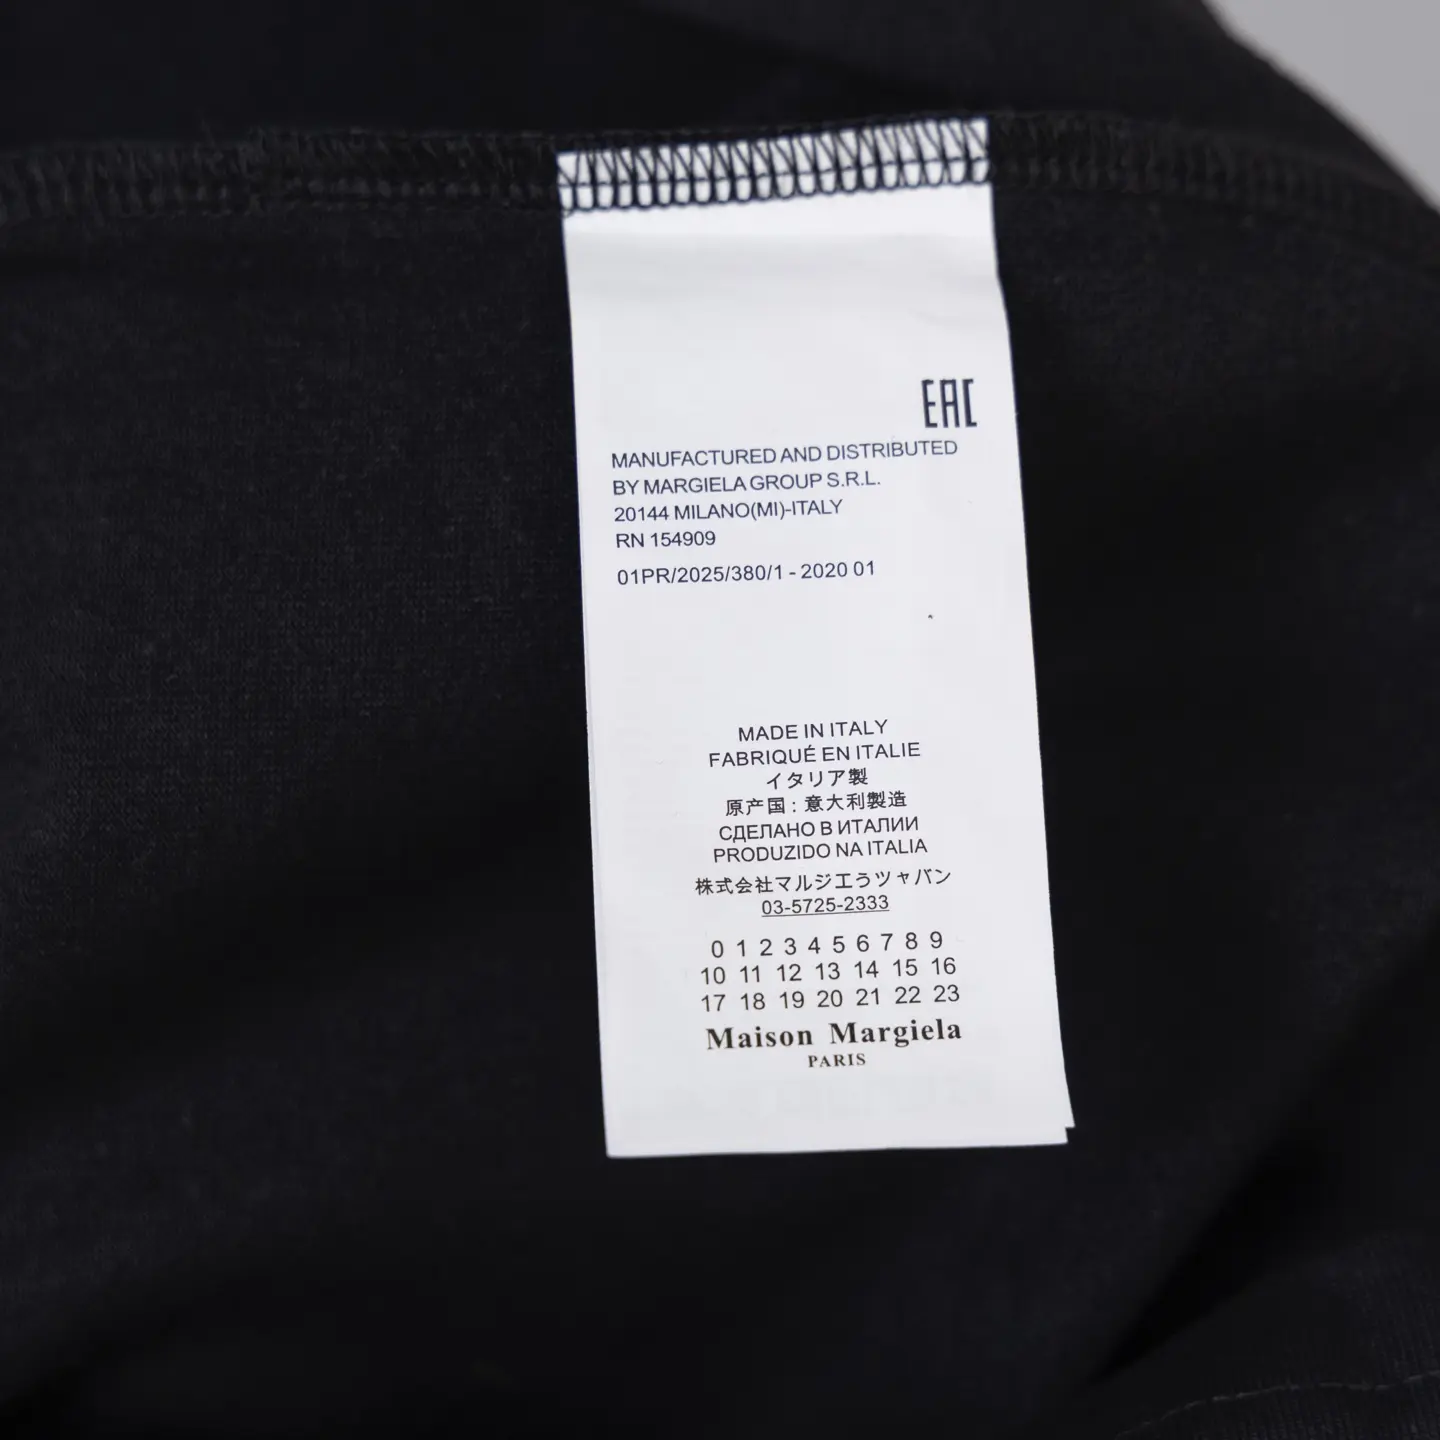 EAC
MANUFACTURED AND DISTRIBUTED
BY MARGIELA GROUP S.R.L.
20144 MILANO(MI)-ITALY
RN 154909
01PR/2025/380/1 - 2020 01
MADE IN ITALY
FABRIQUÉ EN ITALIE
イタリア製
原产国：意大利製造
СДЕЛАНО В ИТАЛИИ
PRODUZIDO NA ITALIA
株式会社マルジエうツャバン
03-5725-2333
0 1 2 3 4 5 6 7 8 9
10 11 12 13 14 15 16
17 18 19 20 21 22 23
Maison Margiela
PARIS